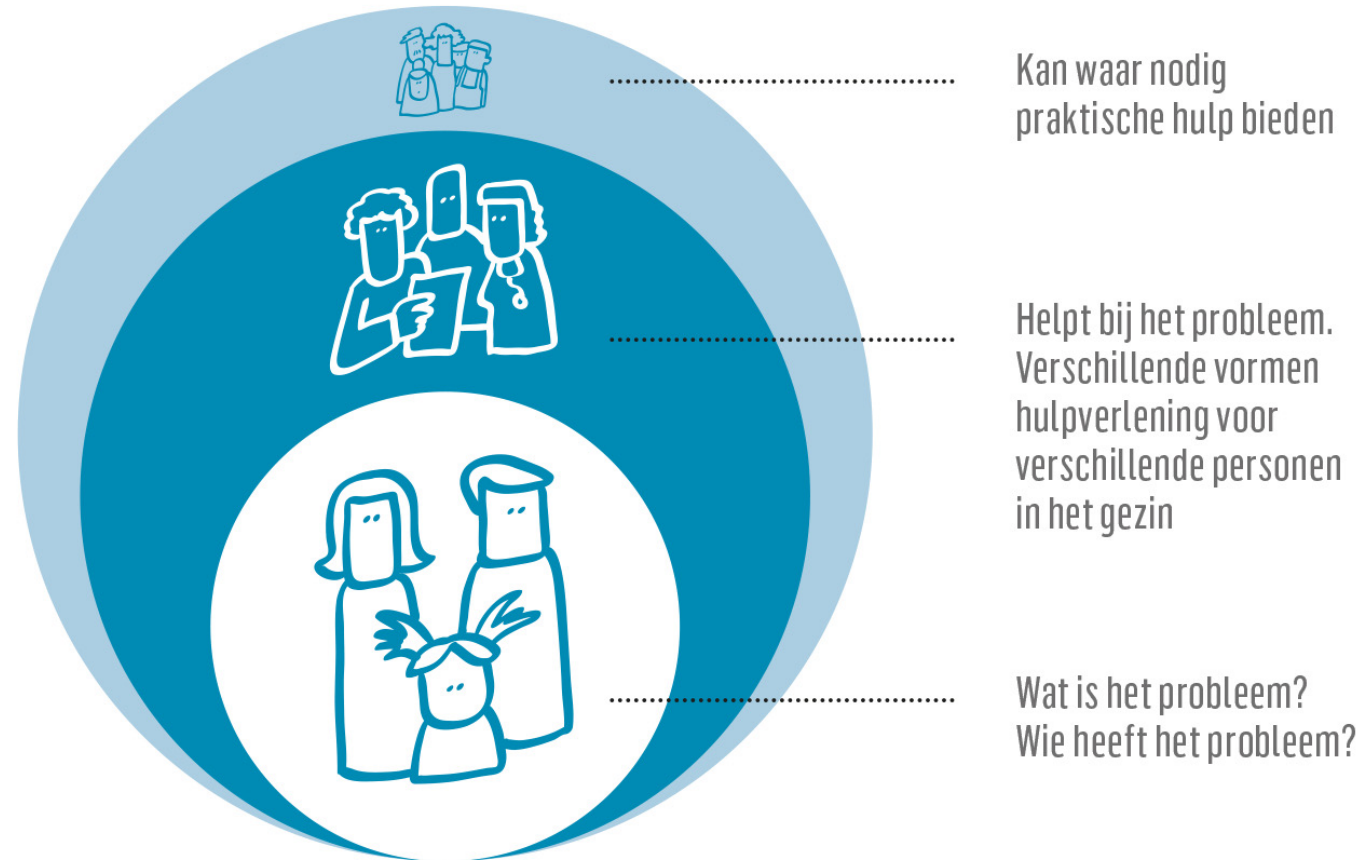 Kan waar nodig
praktische hulp bieden
Helpt bij het probleem.
Verschillende vormen
hulpverlening voor
verschillende personen
in het gezin
Wat is het probleem?
Wie heeft het probleem?